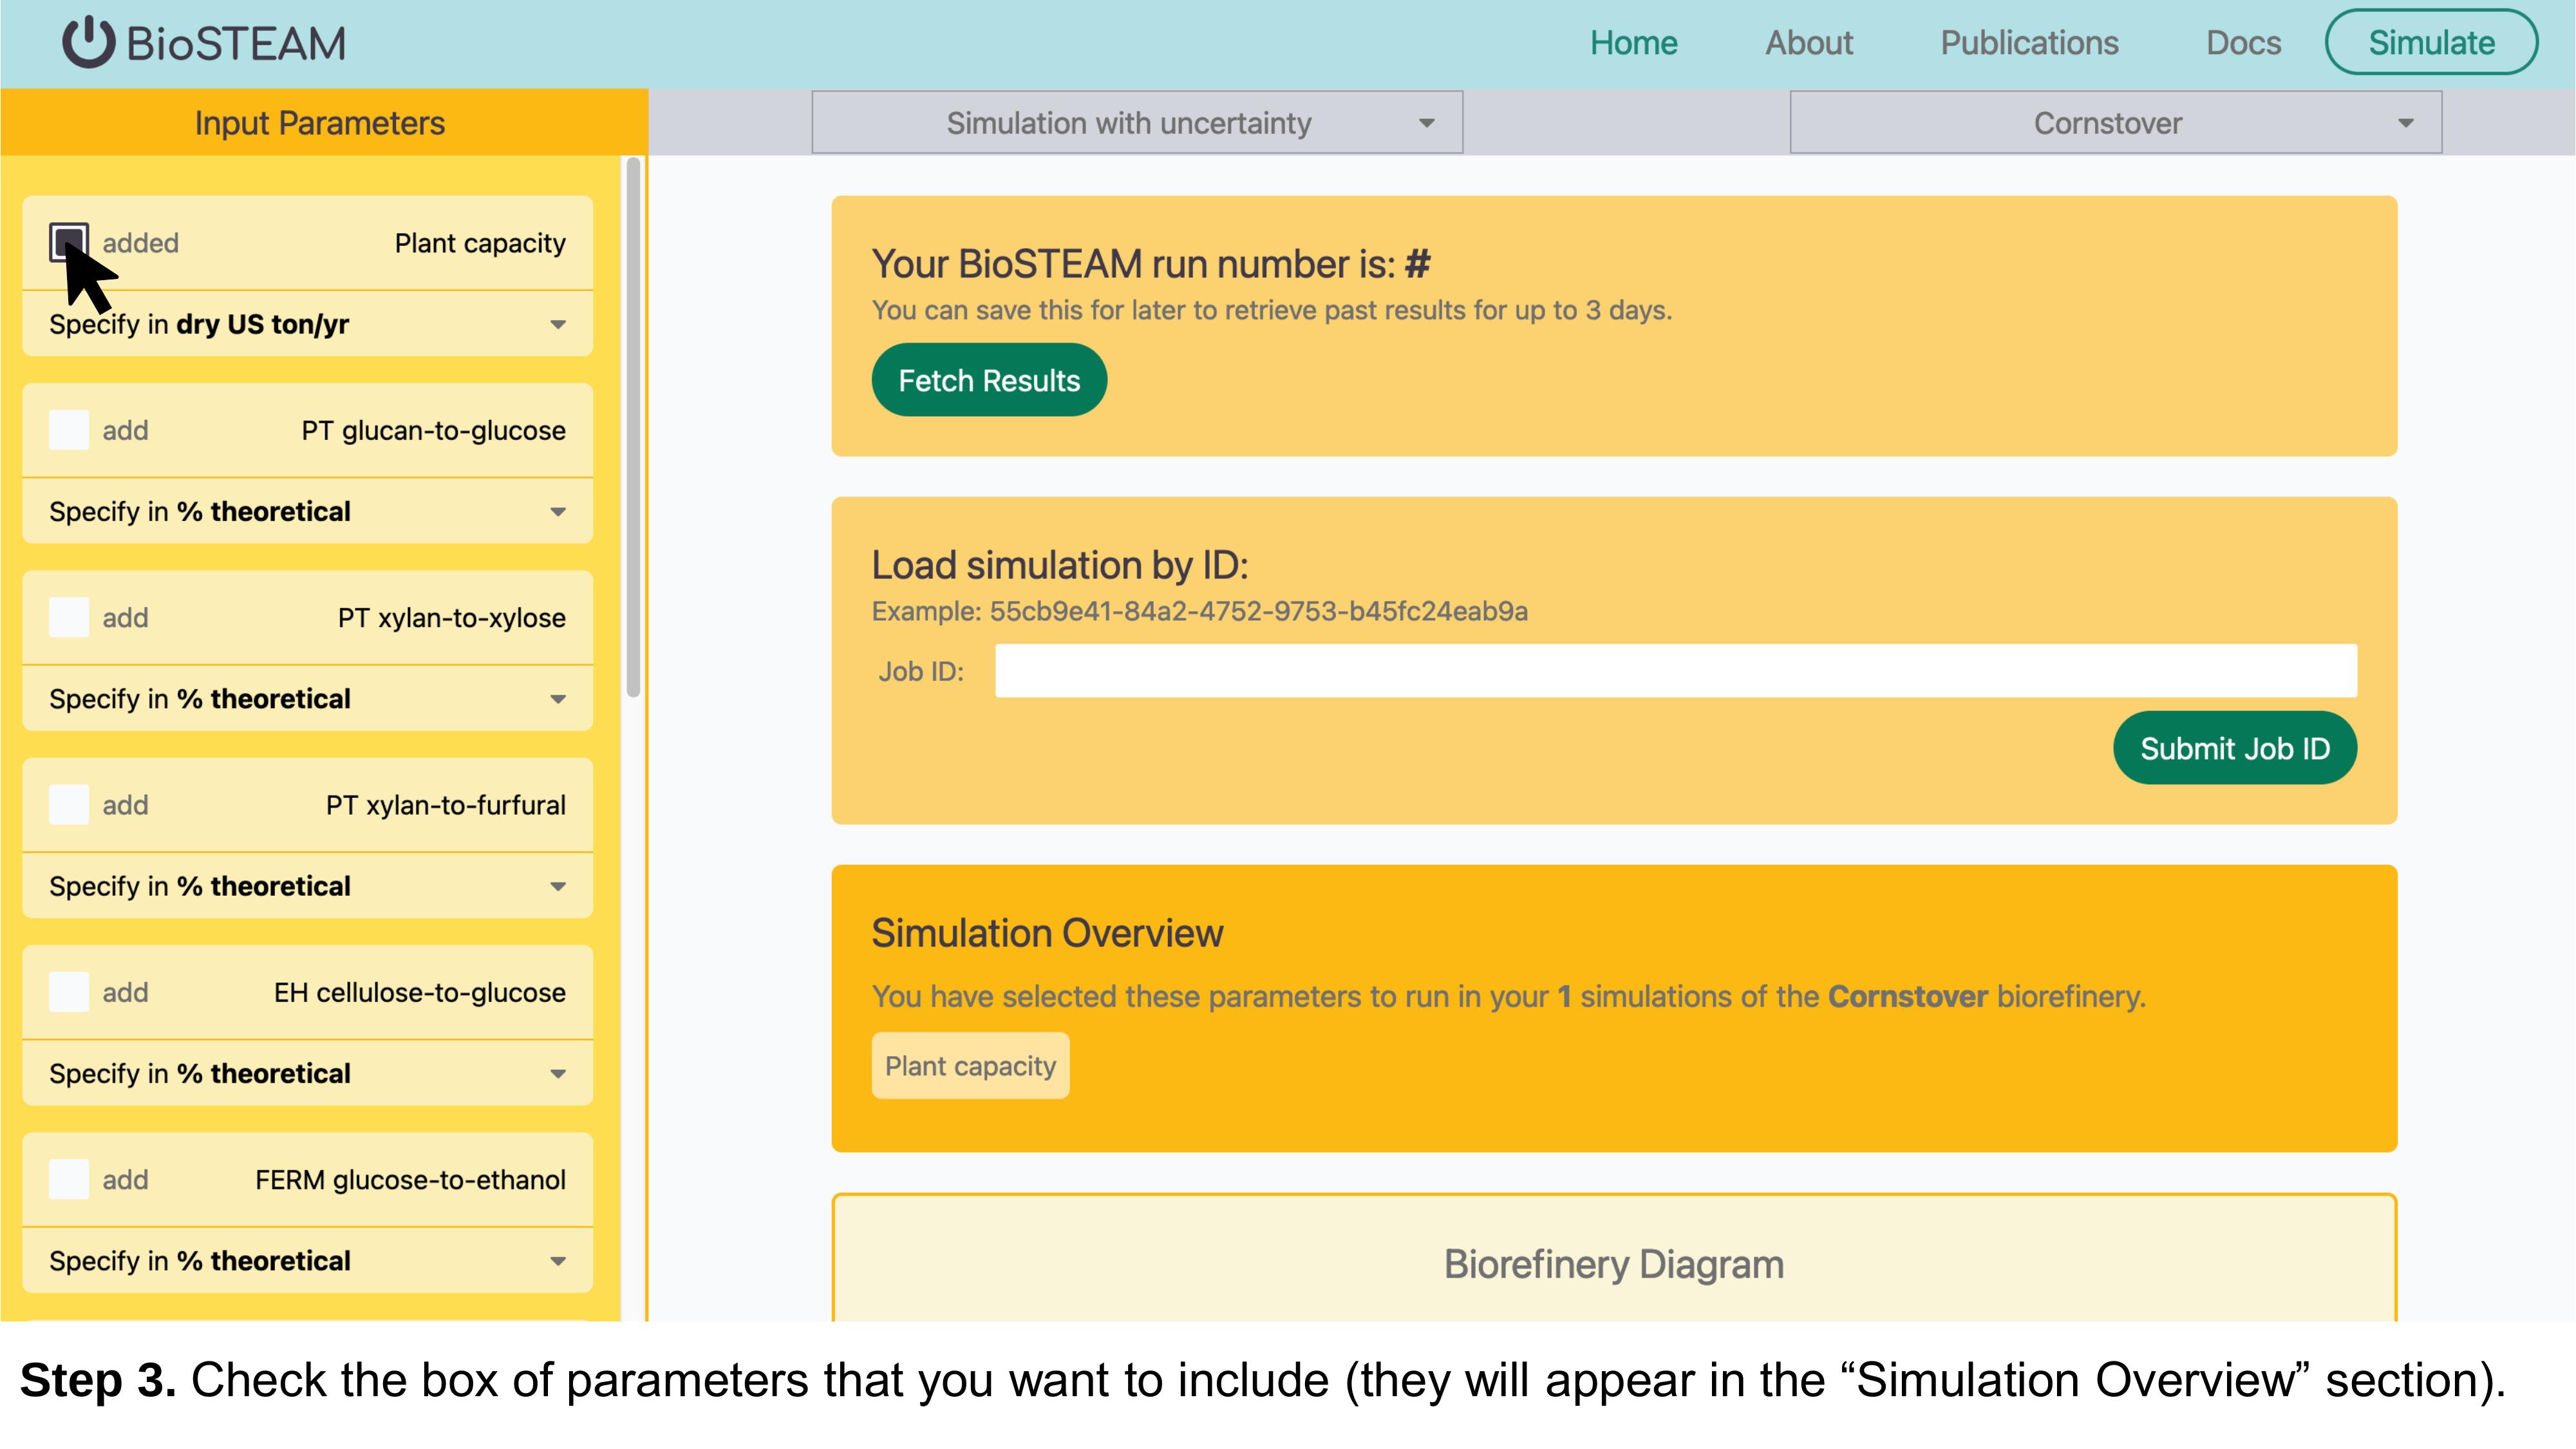 BioSTEAM
Home
About
Publications
Docs
Simulate
Input Parameters
Simulation with uncertainty
Cornstover
added
Plant capacity
Specify in dry US ton/yr
add
PT glucan-to-glucose
Specify in % theoretical
add
PT xylan-to-xylose
Specify in % theoretical
add
PT xylan-to-furfural
Specify in % theoretical
add
EH cellulose-to-glucose
Specify in % theoretical
add
FERM glucose-to-ethanol
Specify in % theoretical
Your BioSTEAM run number is: #
You can save this for later to retrieve past results for up to 3 days.
Fetch Results
Load simulation by ID:
Example: 55cb9e41-84a2-4752-9753-b45fc24eab9a
Job ID:
Submit Job ID
Simulation Overview
You have selected these parameters to run in your 1 simulations of the Cornstover biorefinery.
Plant capacity
Biorefinery Diagram
Step 3. Check the box of parameters that you want to include (they will appear in the “Simulation Overview” section).